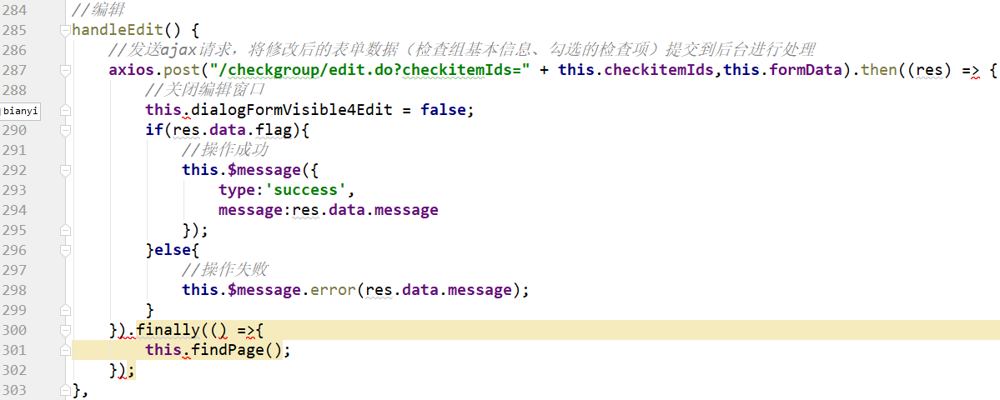 284 //编辑
285 handleEdit() {
286 //发送ajax请求，将修改后的表单数据（检查组基本信息、勾选的检查项）提交到后台进行处理
287 axios.post("/checkgroup/edit.do?checkitemIds=" + this.checkitemIds,this.formData).then((res) => {
288 //关闭编辑窗口
bianyi this.dialogFormVisible4Edit = false;
290 if(res.data.flag){
291 //操作成功
292 this.$message({
293 type:'success',
294 message:res.data.message
295 });
296 }else{
297 //操作失败
298 this.$message.error(res.data.message);
299 }
300 }).finally(() =>{
301 this.findPage();
302 });
303 },